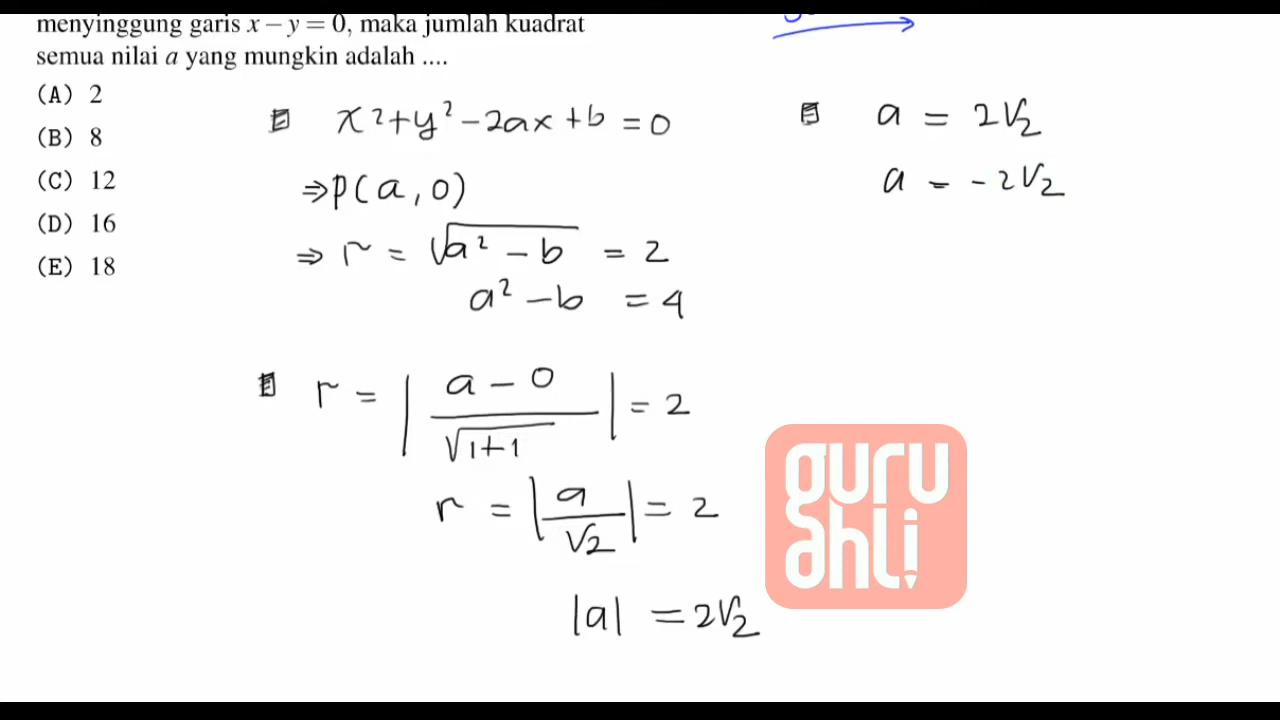 menyinggung garis x − y = 0, maka jumlah kuadrat
semua nilai a yang mungkin adalah ....
(A) 2
(B) 8
(C) 12
(D) 16
(E) 18
x² + y² − 2ax + b = 0
⇒ P(a, 0)
⇒ r = √(a² − b) = 2
a² − b = 4
r = | (a − 0) / √(1+1) | = 2
r = | a / √2 | = 2
|a| = 2√2
a = 2√2
a = −2√2
guru
ahli